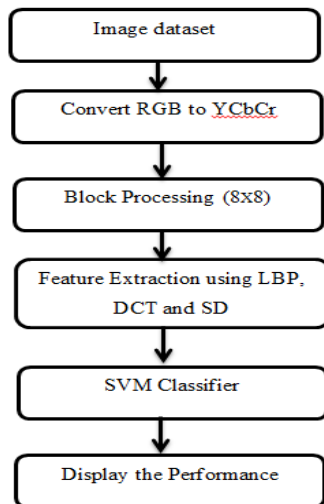 Image dataset
Convert RGB to YCbCr
Block Processing (8X8)
Feature Extraction using LBP,
DCT and SD
SVM Classifier
Display the Performance